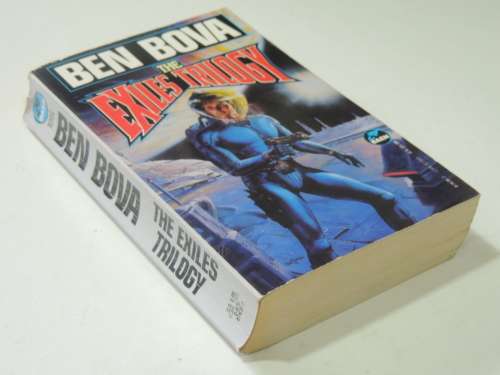 BEN BOVA
THE
EXILES TRILOGY
BEN BOVA
THE EXILES
TRILOGY